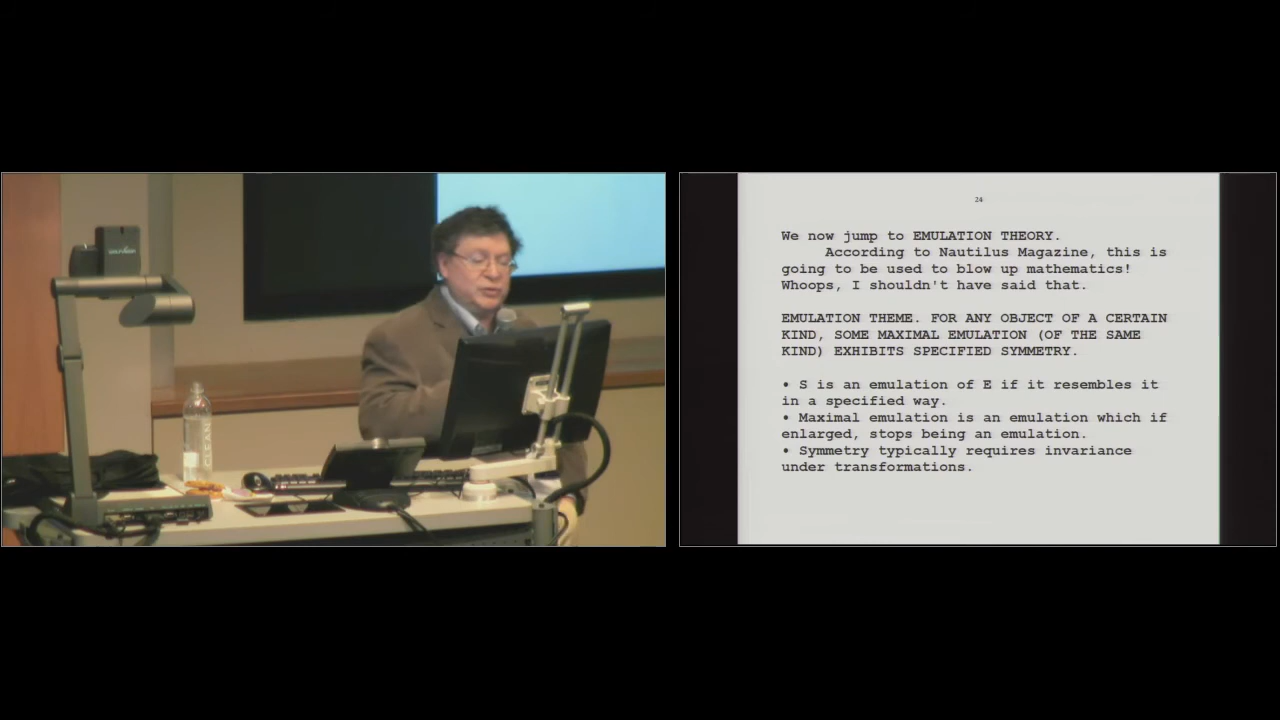 24
We now jump to EMULATION THEORY.
According to Nautilus Magazine, this is
going to be used to blow up mathematics!
Whoops, I shouldn't have said that.
EMULATION THEME. FOR ANY OBJECT OF A CERTAIN
KIND, SOME MAXIMAL EMULATION (OF THE SAME
KIND) EXHIBITS SPECIFIED SYMMETRY.
• S is an emulation of E if it resembles it
in a specified way.
• Maximal emulation is an emulation which if
enlarged, stops being an emulation.
• Symmetry typically requires invariance
under transformations.